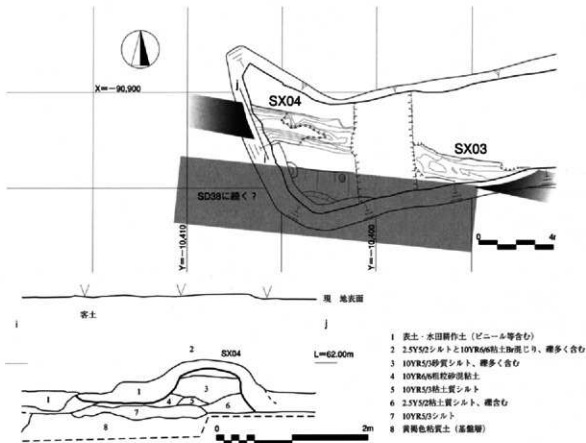 X=-90,900
SX04
SX03
SD38に続く?
Y=-10,410
Y=-10,400
0 4m
現 地表面
i 客土 j
2 SX04 L=62.00m
1 1 3 4 5 6 7 8
0 2m
1 表土・水田耕作土(ビニール等含む)
2 2.5Y5/2シルトと10YR6/6粘土Br混じり、礫多く含む
3 10YR5/3砂質シルト、礫多く含む
4 10YR6/6粗粒砂混粘土
5 10YR5/3粘土質シルト
6 2.5Y5/2粘土質シルト、礫含む
7 10YR5/3シルト
8 黄褐色粘質土(基盤層)